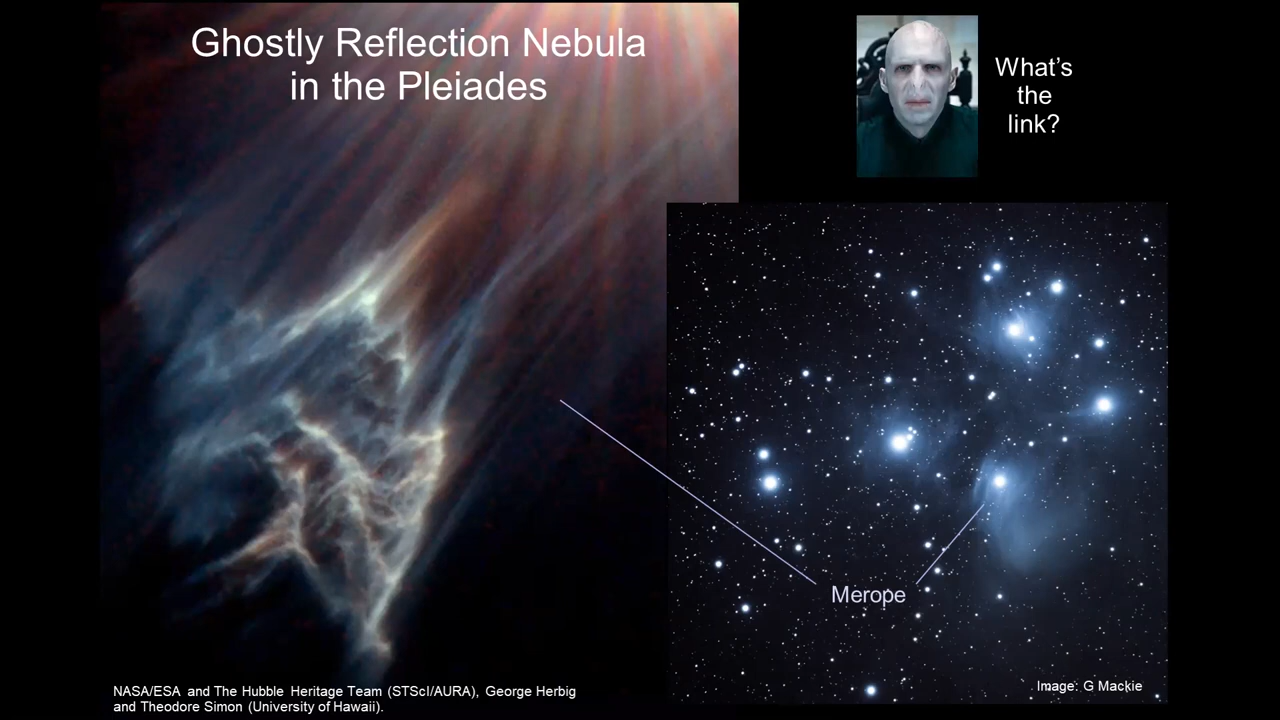 Ghostly Reflection Nebula
in the Pleiades
What's
the
link?
Merope
Image: G Mackie
NASA/ESA and The Hubble Heritage Team (STScI/AURA), George Herbig
and Theodore Simon (University of Hawaii).